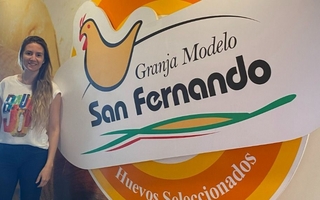 Granja Modelo
San Fernando
Huevos Seleccionados